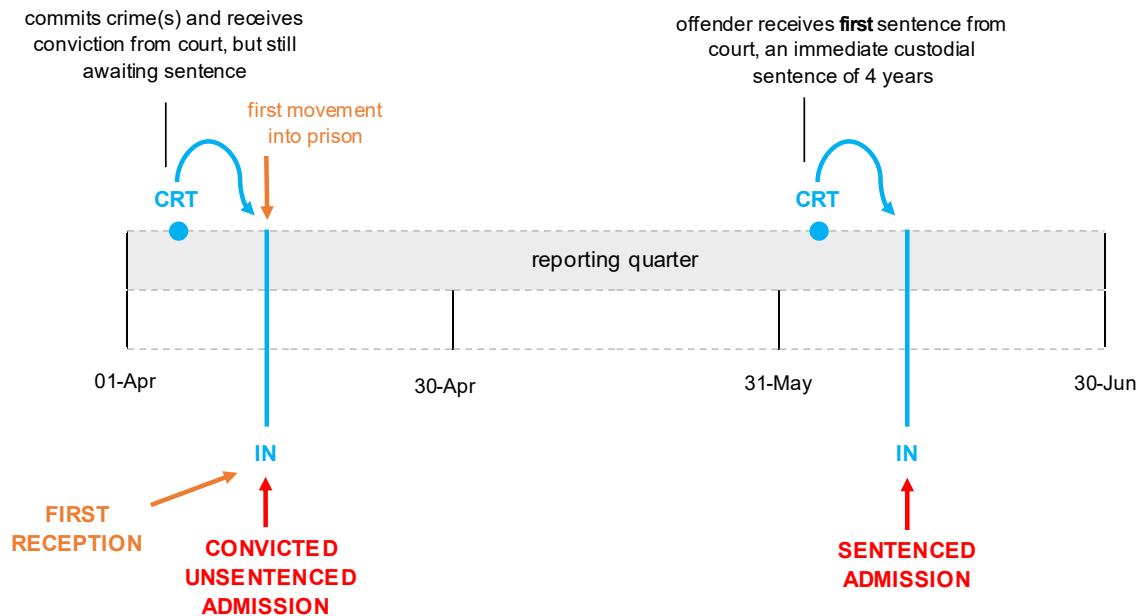 commits crime(s) and receives
conviction from court, but still
awaiting sentence
offender receives first sentence from
court, an immediate custodial
sentence of 4 years
first movement
into prison
CRT
CRT
reporting quarter
01-Apr
30-Apr
31-May
30-Jun
IN
IN
FIRST
RECEPTION
CONVICTED
UNSENTENCED
ADMISSION
SENTENCED
ADMISSION